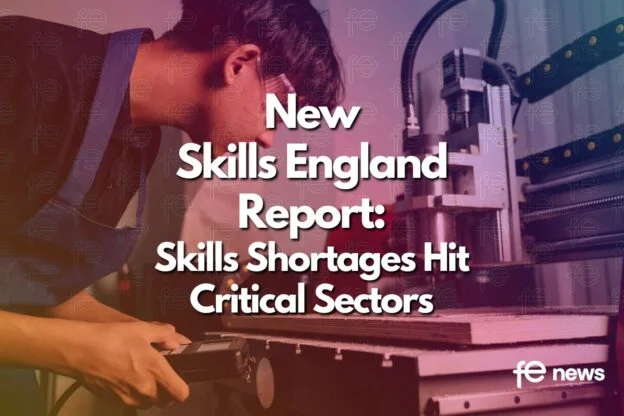 New
Skills England
Report:
Skills Shortages Hit
Critical Sectors
fe news